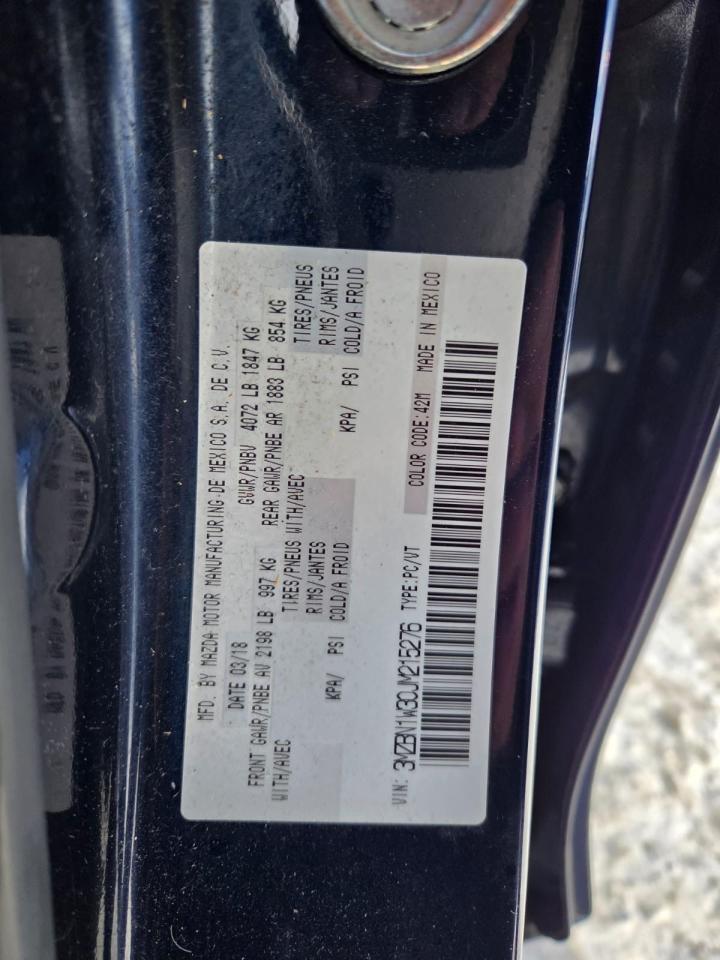 MFD. BY MAZDA MOTOR MANUFACTURING DE MEXICO S.A. DE C.V.
DATE 03/18 GVWR/PNBV 4072 LB 1847 KG
FRONT GAWR/PNBE AV 2198 LB 997 KG REAR GAWR/PNBE AR 1883 LB 854 KG
WITH/AVEC TIRES/PNEUS WITH/AVEC TIRES/PNEUS
RIMS/JANTES RIMS/JANTES
KPA/ PSI COLD/A FROID KPA/ PSI COLD/A FROID
COLOR CODE:42M MADE IN MEXICO
VIN: 3MZBN1W30JM215276 TYPE:PC/VT